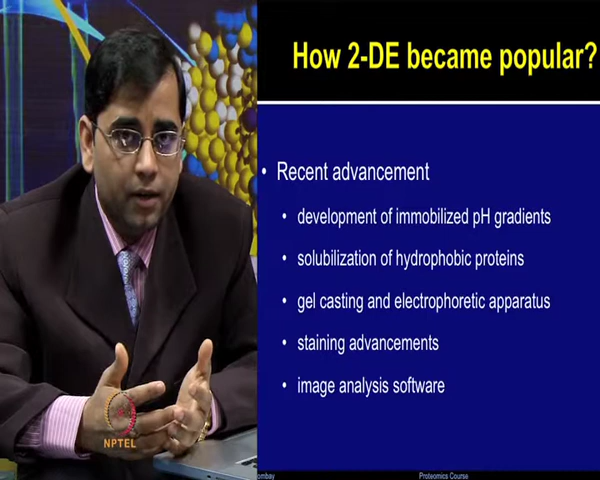 How 2-DE became popular?
• Recent advancement
• development of immobilized pH gradients
• solubilization of hydrophobic proteins
• gel casting and electrophoretic apparatus
• staining advancements
• image analysis software
NPTEL
ombay Proteomics Course